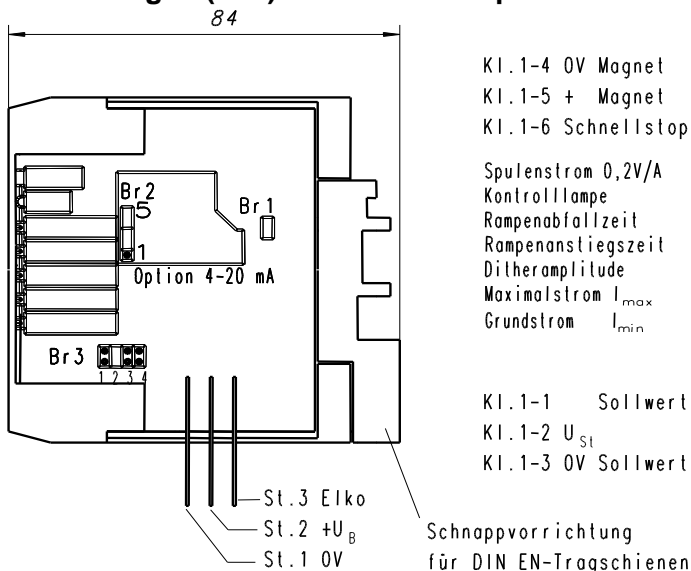 84
Kl.1-4 0V Magnet
Kl.1-5 + Magnet
Kl.1-6 Schnellstop
Spulenstrom 0,2V/A
Kontrolllampe
Rampenabfallzeit
Rampenanstiegszeit
Ditheramplitude
Maximalstrom Imax
Grundstrom Imin
Br2
5
1
Br1
Option 4-20 mA
Br3
1 2 3 4
Kl.1-1 Sollwert
Kl.1-2 USt
Kl.1-3 0V Sollwert
St.3 Elko
St.2 +UB
St.1 0V
Schnappvorrichtung
für DIN EN-Tragschienen